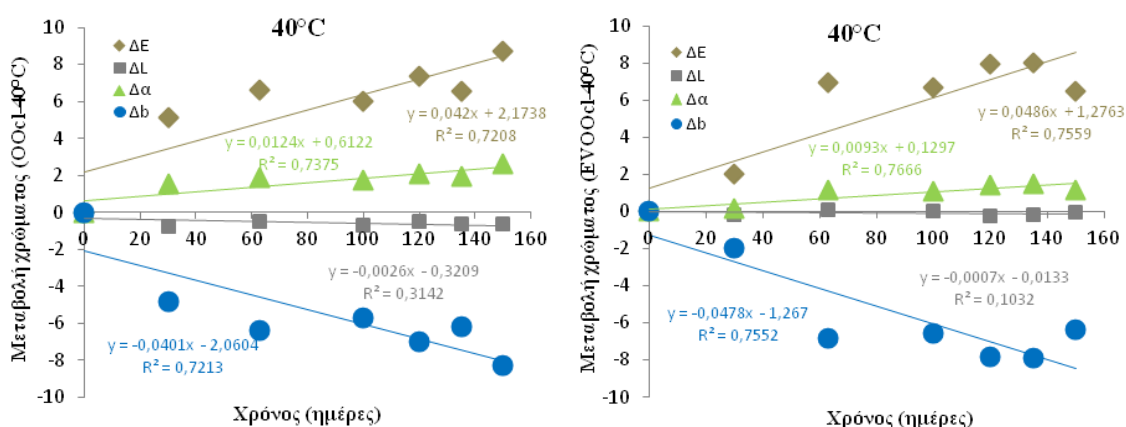 40°C
Μεταβολή χρώματος (OOcl-40°C)
10
8
6
4
2
0
-2
-4
-6
-8
-10
ΔE
ΔL
Δα
Δb
y = 0,042x + 2,1738
R² = 0,7208
y = 0,0124x + 0,6122
R² = 0,7375
0 20 40 60 80 100 120 140 160
y = -0,0026x - 0,3209
R² = 0,3142
y = -0,0401x - 2,0604
R² = 0,7213
Χρόνος (ημέρες)
40°C
Μεταβολή χρώματος (EVOOcl-40°C)
10
8
6
4
2
0
-2
-4
-6
-8
-10
ΔE
ΔL
Δα
Δb
y = 0,0486x + 1,2763
R² = 0,7559
y = 0,0093x + 0,1297
R² = 0,7666
0 20 40 60 80 100 120 140 160
y = -0,0007x - 0,0133
R² = 0,1032
y = -0,0478x - 1,267
R² = 0,7552
Χρόνος (ημέρες)